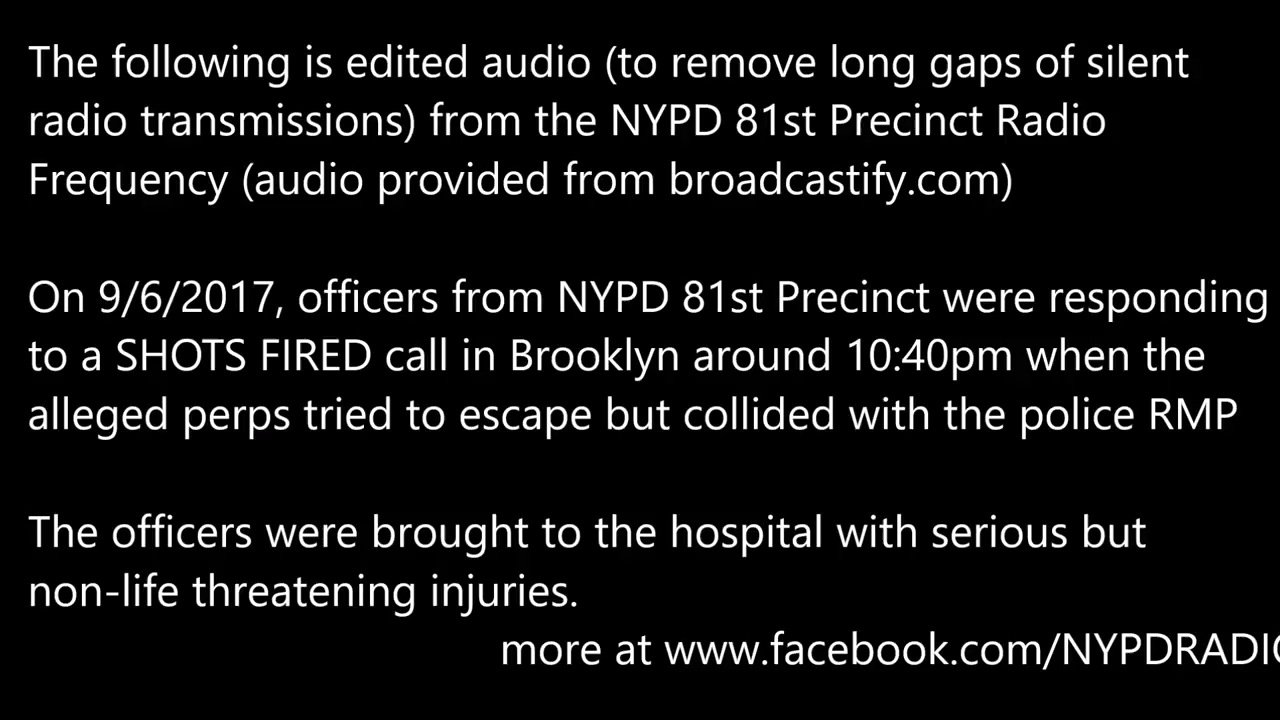 The following is edited audio (to remove long gaps of silent
radio transmissions) from the NYPD 81st Precinct Radio
Frequency (audio provided from broadcastify.com)
On 9/6/2017, officers from NYPD 81st Precinct were responding
to a SHOTS FIRED call in Brooklyn around 10:40pm when the
alleged perps tried to escape but collided with the police RMP
The officers were brought to the hospital with serious but
non-life threatening injuries.
more at www.facebook.com/NYPDRADIO